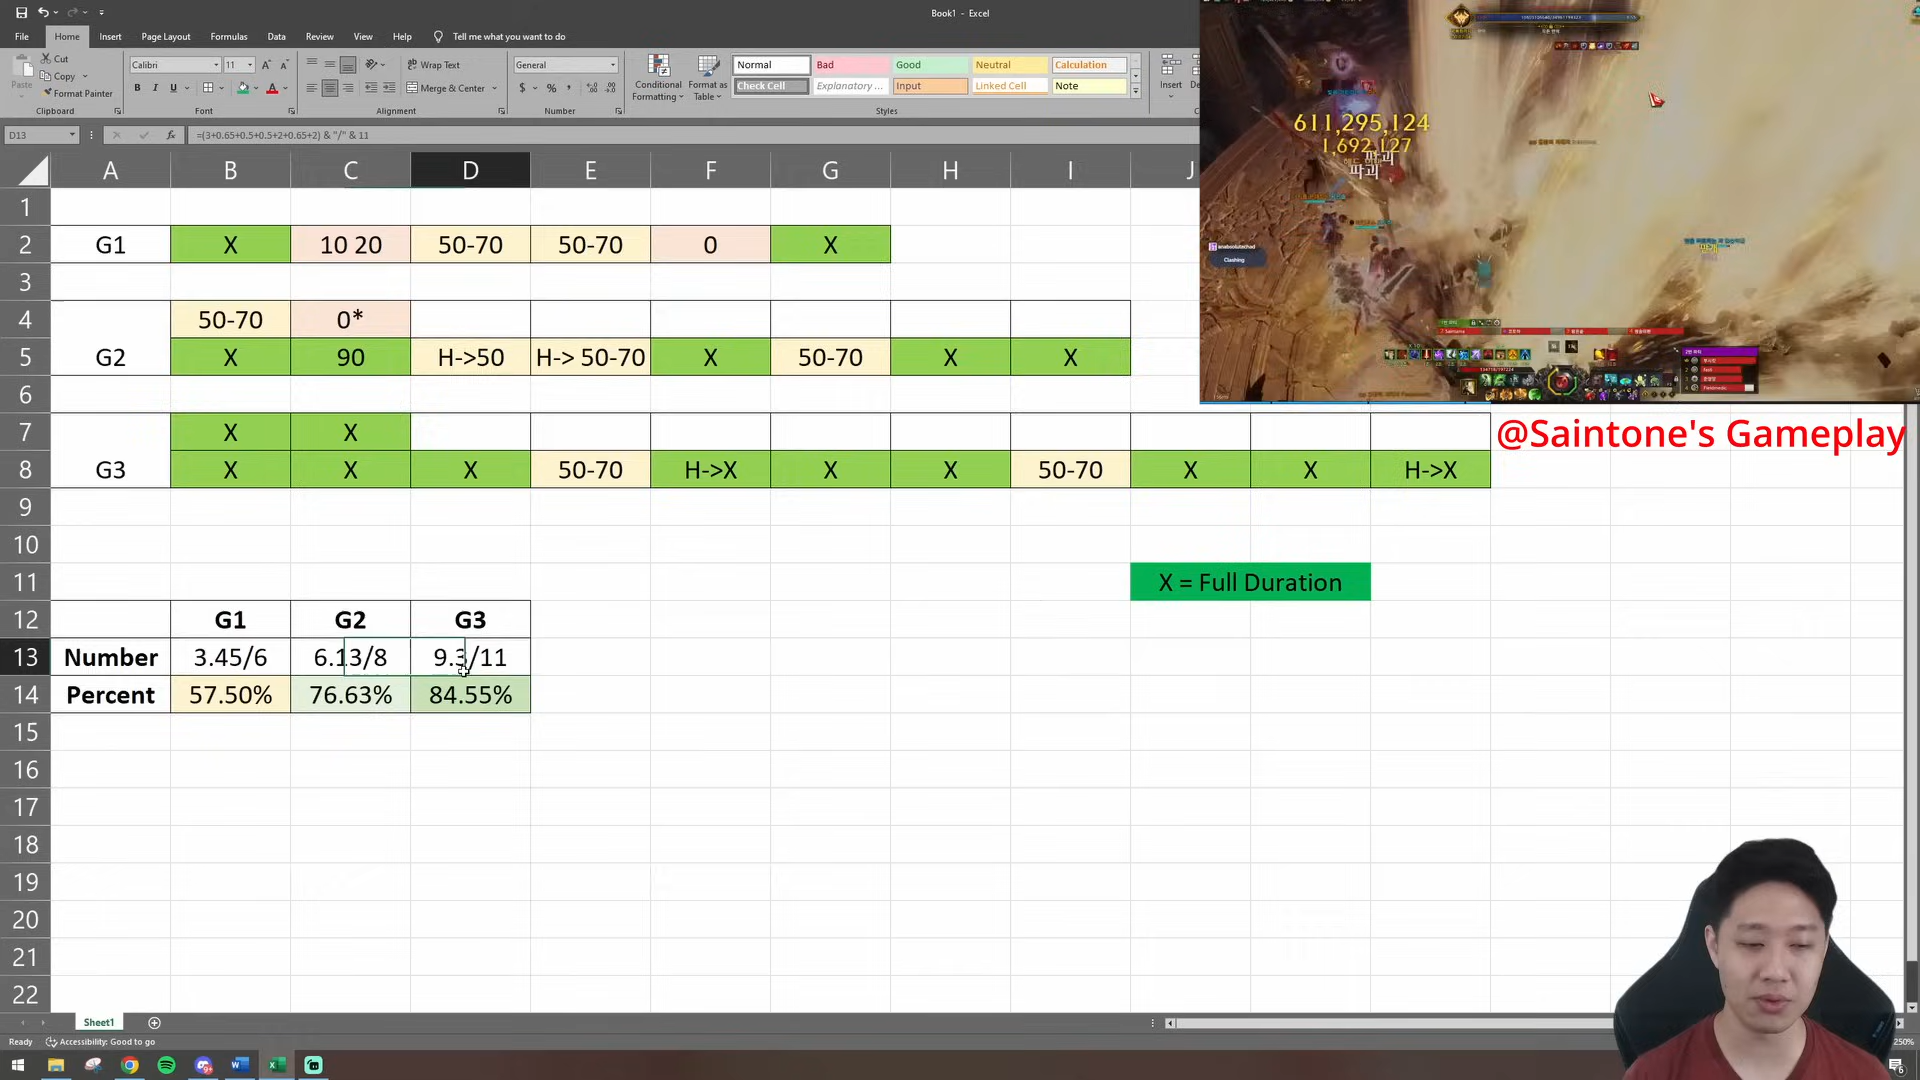 Book1 - Excel
File Home Insert Page Layout Formulas Data Review View Help Tell me what you want to do
Cut
Copy
Format Painter
Paste
Clipboard
Calibri 11
B I U
Font
Wrap Text
Merge & Center
Alignment
General
$ %
Number
Conditional Formatting
Format as Table
Normal Bad Good Neutral Calculation
Check Cell Explanatory ... Input Linked Cell Note
Styles
Insert
D13
=(3+0.65+0.5+0.5+2+0.65+2) & "/" & 11
A B C D E F G H I J
1
2 G1 X 10 20 50-70 50-70 0 X
3
4 50-70 0*
5 G2 X 90 H->50 H-> 50-70 X 50-70 X X
6
7 X X
8 G3 X X X 50-70 H->X X X 50-70 X X H->X
9
10
11 X = Full Duration
12 G1 G2 G3
13 Number 3.45/6 6.13/8 9.3/11
14 Percent 57.50% 76.63% 84.55%
15
16
17
18
19
20
21
22
611,295,124
1,692,127
파괴
파괴
Clashing
@Saintone's Gameplay
Sheet1
Ready Accessibility: Good to go
250%